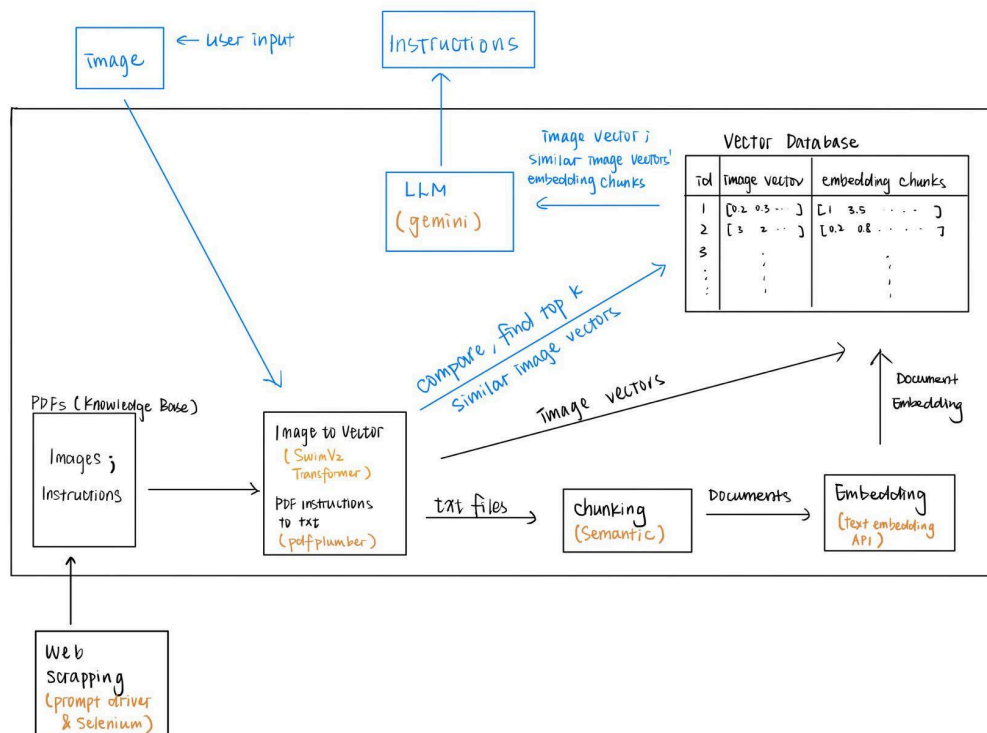 image
← user input
Instructions
LLM
(gemini)
image vector;
similar image vectors'
embedding chunks
Vector Database
id image vector embedding chunks
1 [0.2 0.3 ·· ] [1 3.5 ···· ]
2 [3 2 ·· ] [0.2 0.8 ····· ]
3
compare, find top k
similar image vectors
image vectors
Document
Embedding
PDFs (Knowledge Base)
Images;
Instructions
Image to Vector
(SwimV2
Transformer)
PDF instructions
to txt
(pdfplumber)
txt files
chunking
(Semantic)
Documents
Embedding
(text embedding
API)
Web
Scrapping
(prompt driver
& Selenium)